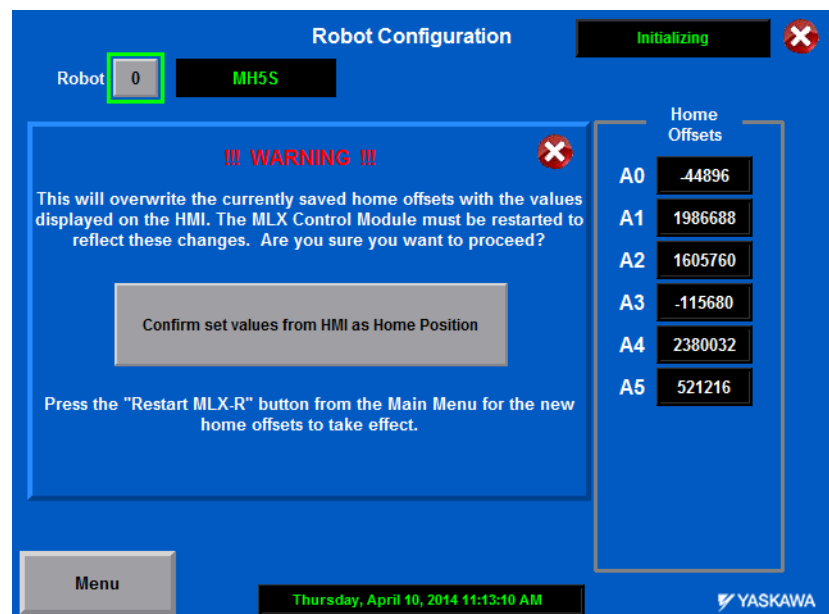 Robot Configuration
Initializing
Robot 0 MH5S
!!! WARNING !!!
This will overwrite the currently saved home offsets with the values
displayed on the HMI. The MLX Control Module must be restarted to
reflect these changes. Are you sure you want to proceed?
Confirm set values from HMI as Home Position
Press the "Restart MLX-R" button from the Main Menu for the new
home offsets to take effect.
Home
Offsets
A0 -44896
A1 1986688
A2 1605760
A3 -115680
A4 2380032
A5 521216
Menu
Thursday, April 10, 2014 11:13:10 AM
YASKAWA